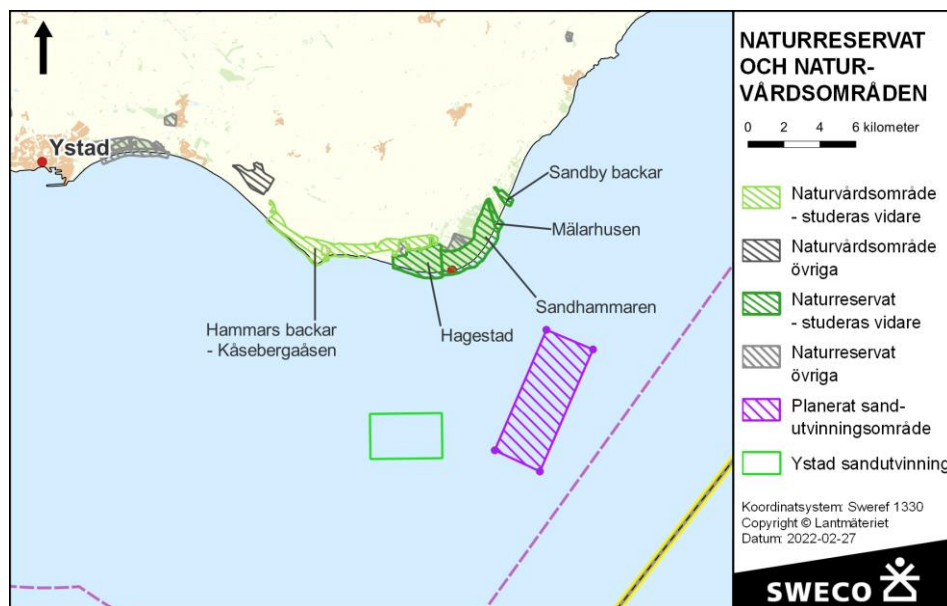 NATURRESERVAT
OCH NATUR-
VÅRDSOMRÅDEN
0 2 4 6 kilometer
Ystad
Sandby backar
Mälarhusen
Sandhammaren
Hagestad
Hammars backar
- Kåsebergaåsen
Naturvårdsområde
- studeras vidare
Naturvårdsområde
övriga
Naturreservat
- studeras vidare
Naturreservat
övriga
Planerat sand-
utvinningsområde
Ystad sandutvinning
Koordinatsystem: Sweref 1330
Copyright © Lantmäteriet
Datum: 2022-02-27
SWECO